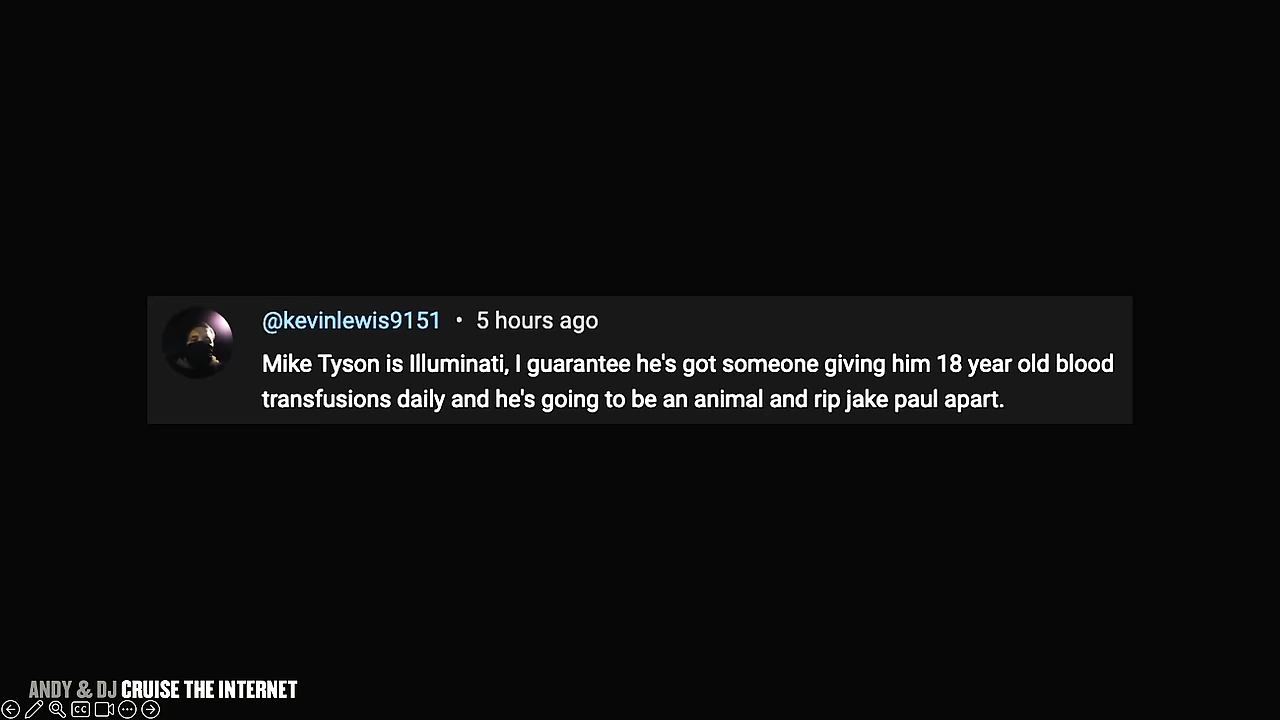 @kevinlewis9151 • 5 hours ago
Mike Tyson is Illuminati, I guarantee he's got someone giving him 18 year old blood
transfusions daily and he's going to be an animal and rip jake paul apart.
ANDY & DJ CRUISE THE INTERNET
CC